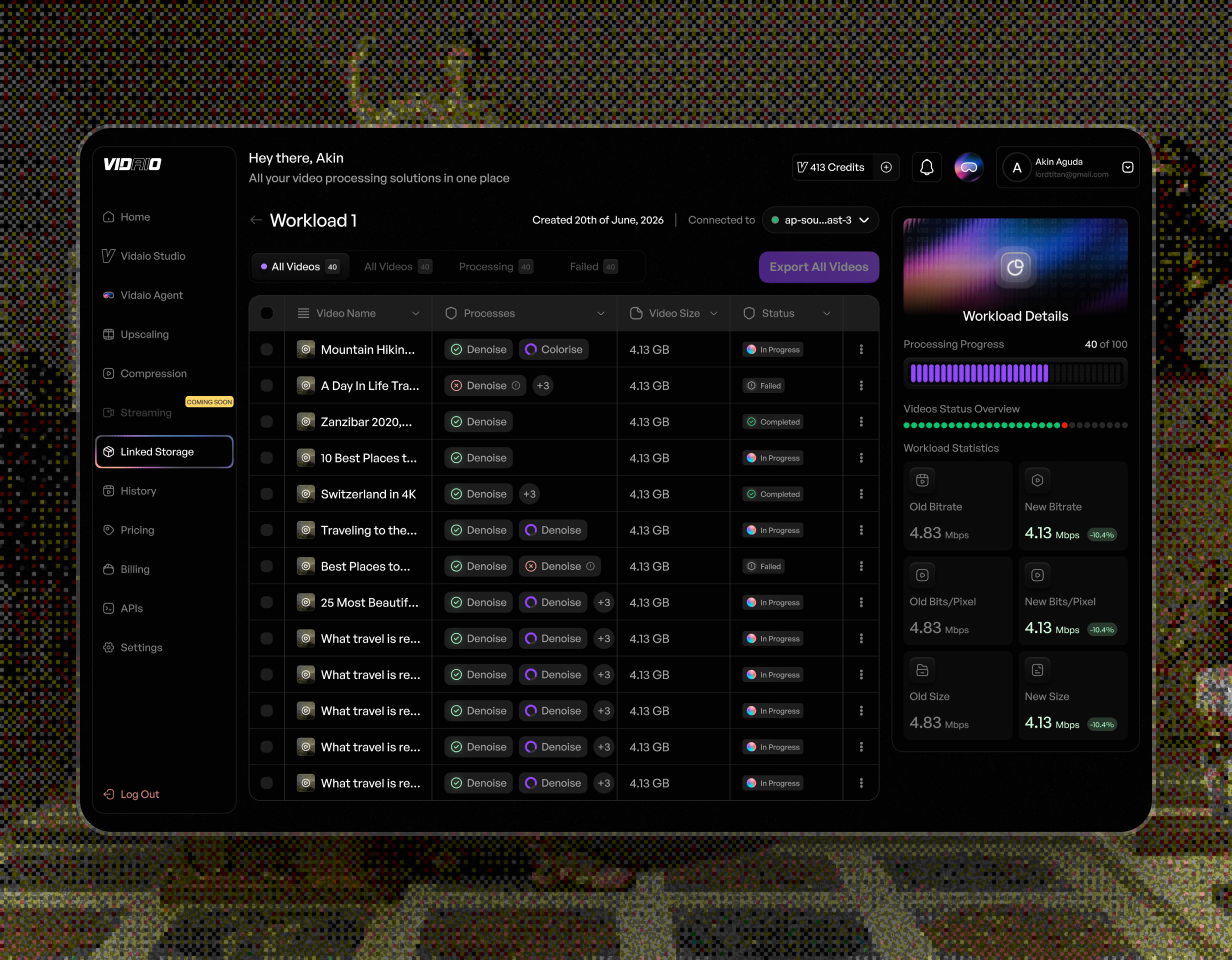 VIDAIO
Home
Vidaio Studio
Vidaio Agent
Upscaling
Compression
COMING SOON
Streaming
Linked Storage
History
Pricing
Billing
APIs
Settings
Log Out
Hey there, Akin
All your video processing solutions in one place
413 Credits
A
Akin Aguda
lordtitan@gmail.com
Workload 1
Created 20th of June, 2026
Connected to
ap-sou...ast-3
All Videos 40
All Videos 40
Processing 40
Failed 40
Export All Videos
Video Name Processes Video Size Status
Mountain Hikin... Denoise Colorise 4.13 GB In Progress
A Day In Life Tra... Denoise +3 4.13 GB Failed
Zanzibar 2020,... Denoise 4.13 GB Completed
10 Best Places t... Denoise 4.13 GB In Progress
Switzerland in 4K Denoise +3 4.13 GB Completed
Traveling to the... Denoise Denoise 4.13 GB In Progress
Best Places to... Denoise Denoise 4.13 GB Failed
25 Most Beautif... Denoise Denoise +3 4.13 GB In Progress
What travel is re... Denoise Denoise +3 4.13 GB In Progress
What travel is re... Denoise Denoise +3 4.13 GB In Progress
What travel is re... Denoise Denoise +3 4.13 GB In Progress
What travel is re... Denoise Denoise +3 4.13 GB In Progress
What travel is re... Denoise Denoise +3 4.13 GB In Progress
Workload Details
Processing Progress 40 of 100
Videos Status Overview
Workload Statistics
Old Bitrate
4.83 Mbps
New Bitrate
4.13 Mbps -10.4%
Old Bits/Pixel
4.83 Mbps
New Bits/Pixel
4.13 Mbps -10.4%
Old Size
4.83 Mbps
New Size
4.13 Mbps -10.4%